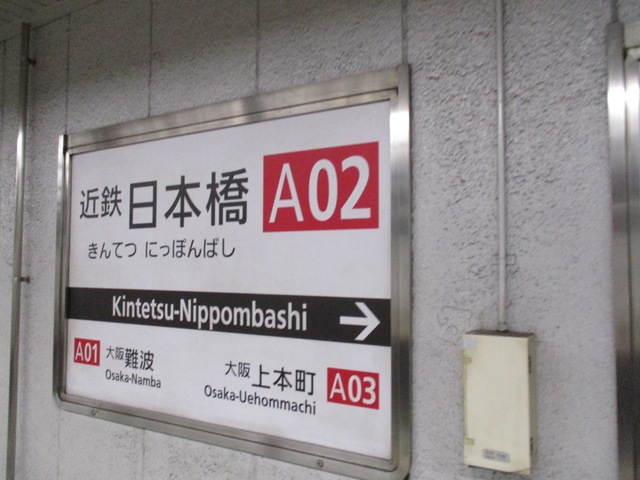 近鉄日本橋 A02
きんてつ にっぽんばし
Kintetsu-Nippombashi →
A01 大阪難波
Osaka-Namba
大阪上本町 A03
Osaka-Uehommachi